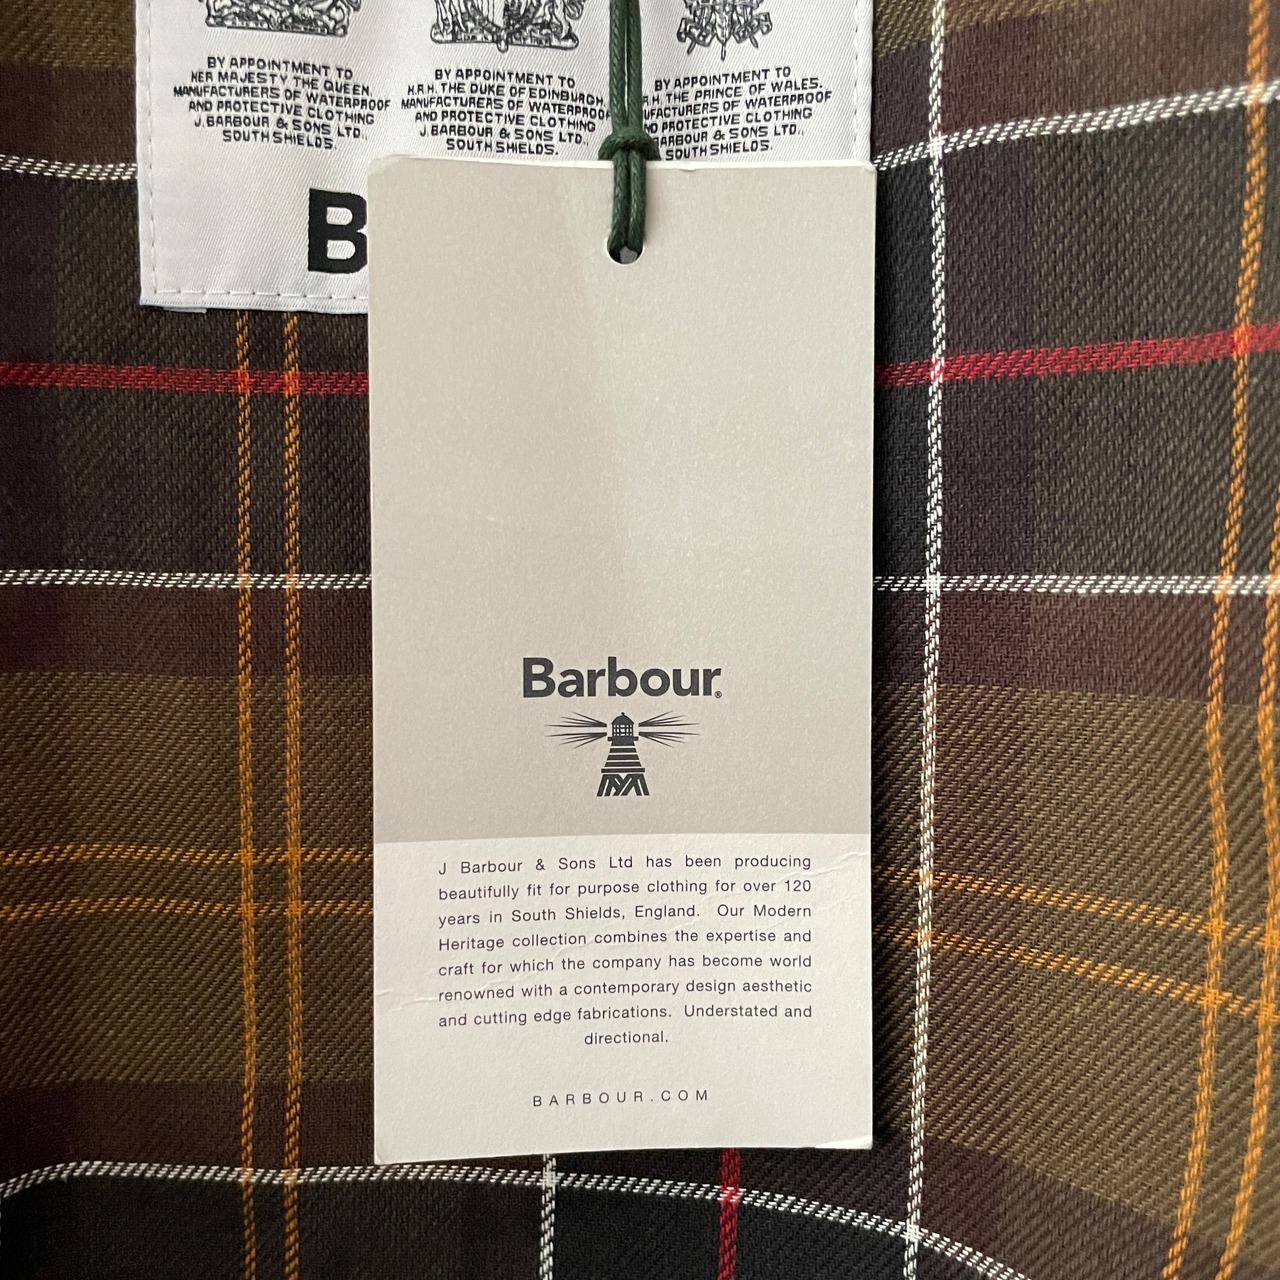 BY APPOINTMENT TO
HER MAJESTY THE QUEEN.
MANUFACTURERS OF WATERPROOF
AND PROTECTIVE CLOTHING
J. BARBOUR & SONS LTD.,
SOUTH SHIELDS.
BY APPOINTMENT TO
H.R.H. THE DUKE OF EDINBURGH.
MANUFACTURERS OF WATERPROOF
AND PROTECTIVE CLOTHING
J. BARBOUR & SONS LTD.,
SOUTH SHIELDS.
BY APPOINTMENT TO
R.H. THE PRINCE OF WALES.
UFACTURERS OF WATERPROOF
ND PROTECTIVE CLOTHING
BARBOUR & SONS LTD.,
SOUTH SHIELDS.
B
Barbour®
J Barbour & Sons Ltd has been producing
beautifully fit for purpose clothing for over 120
years in South Shields, England. Our Modern
Heritage collection combines the expertise and
craft for which the company has become world
renowned with a contemporary design aesthetic
and cutting edge fabrications. Understated and
directional.
BARBOUR.COM